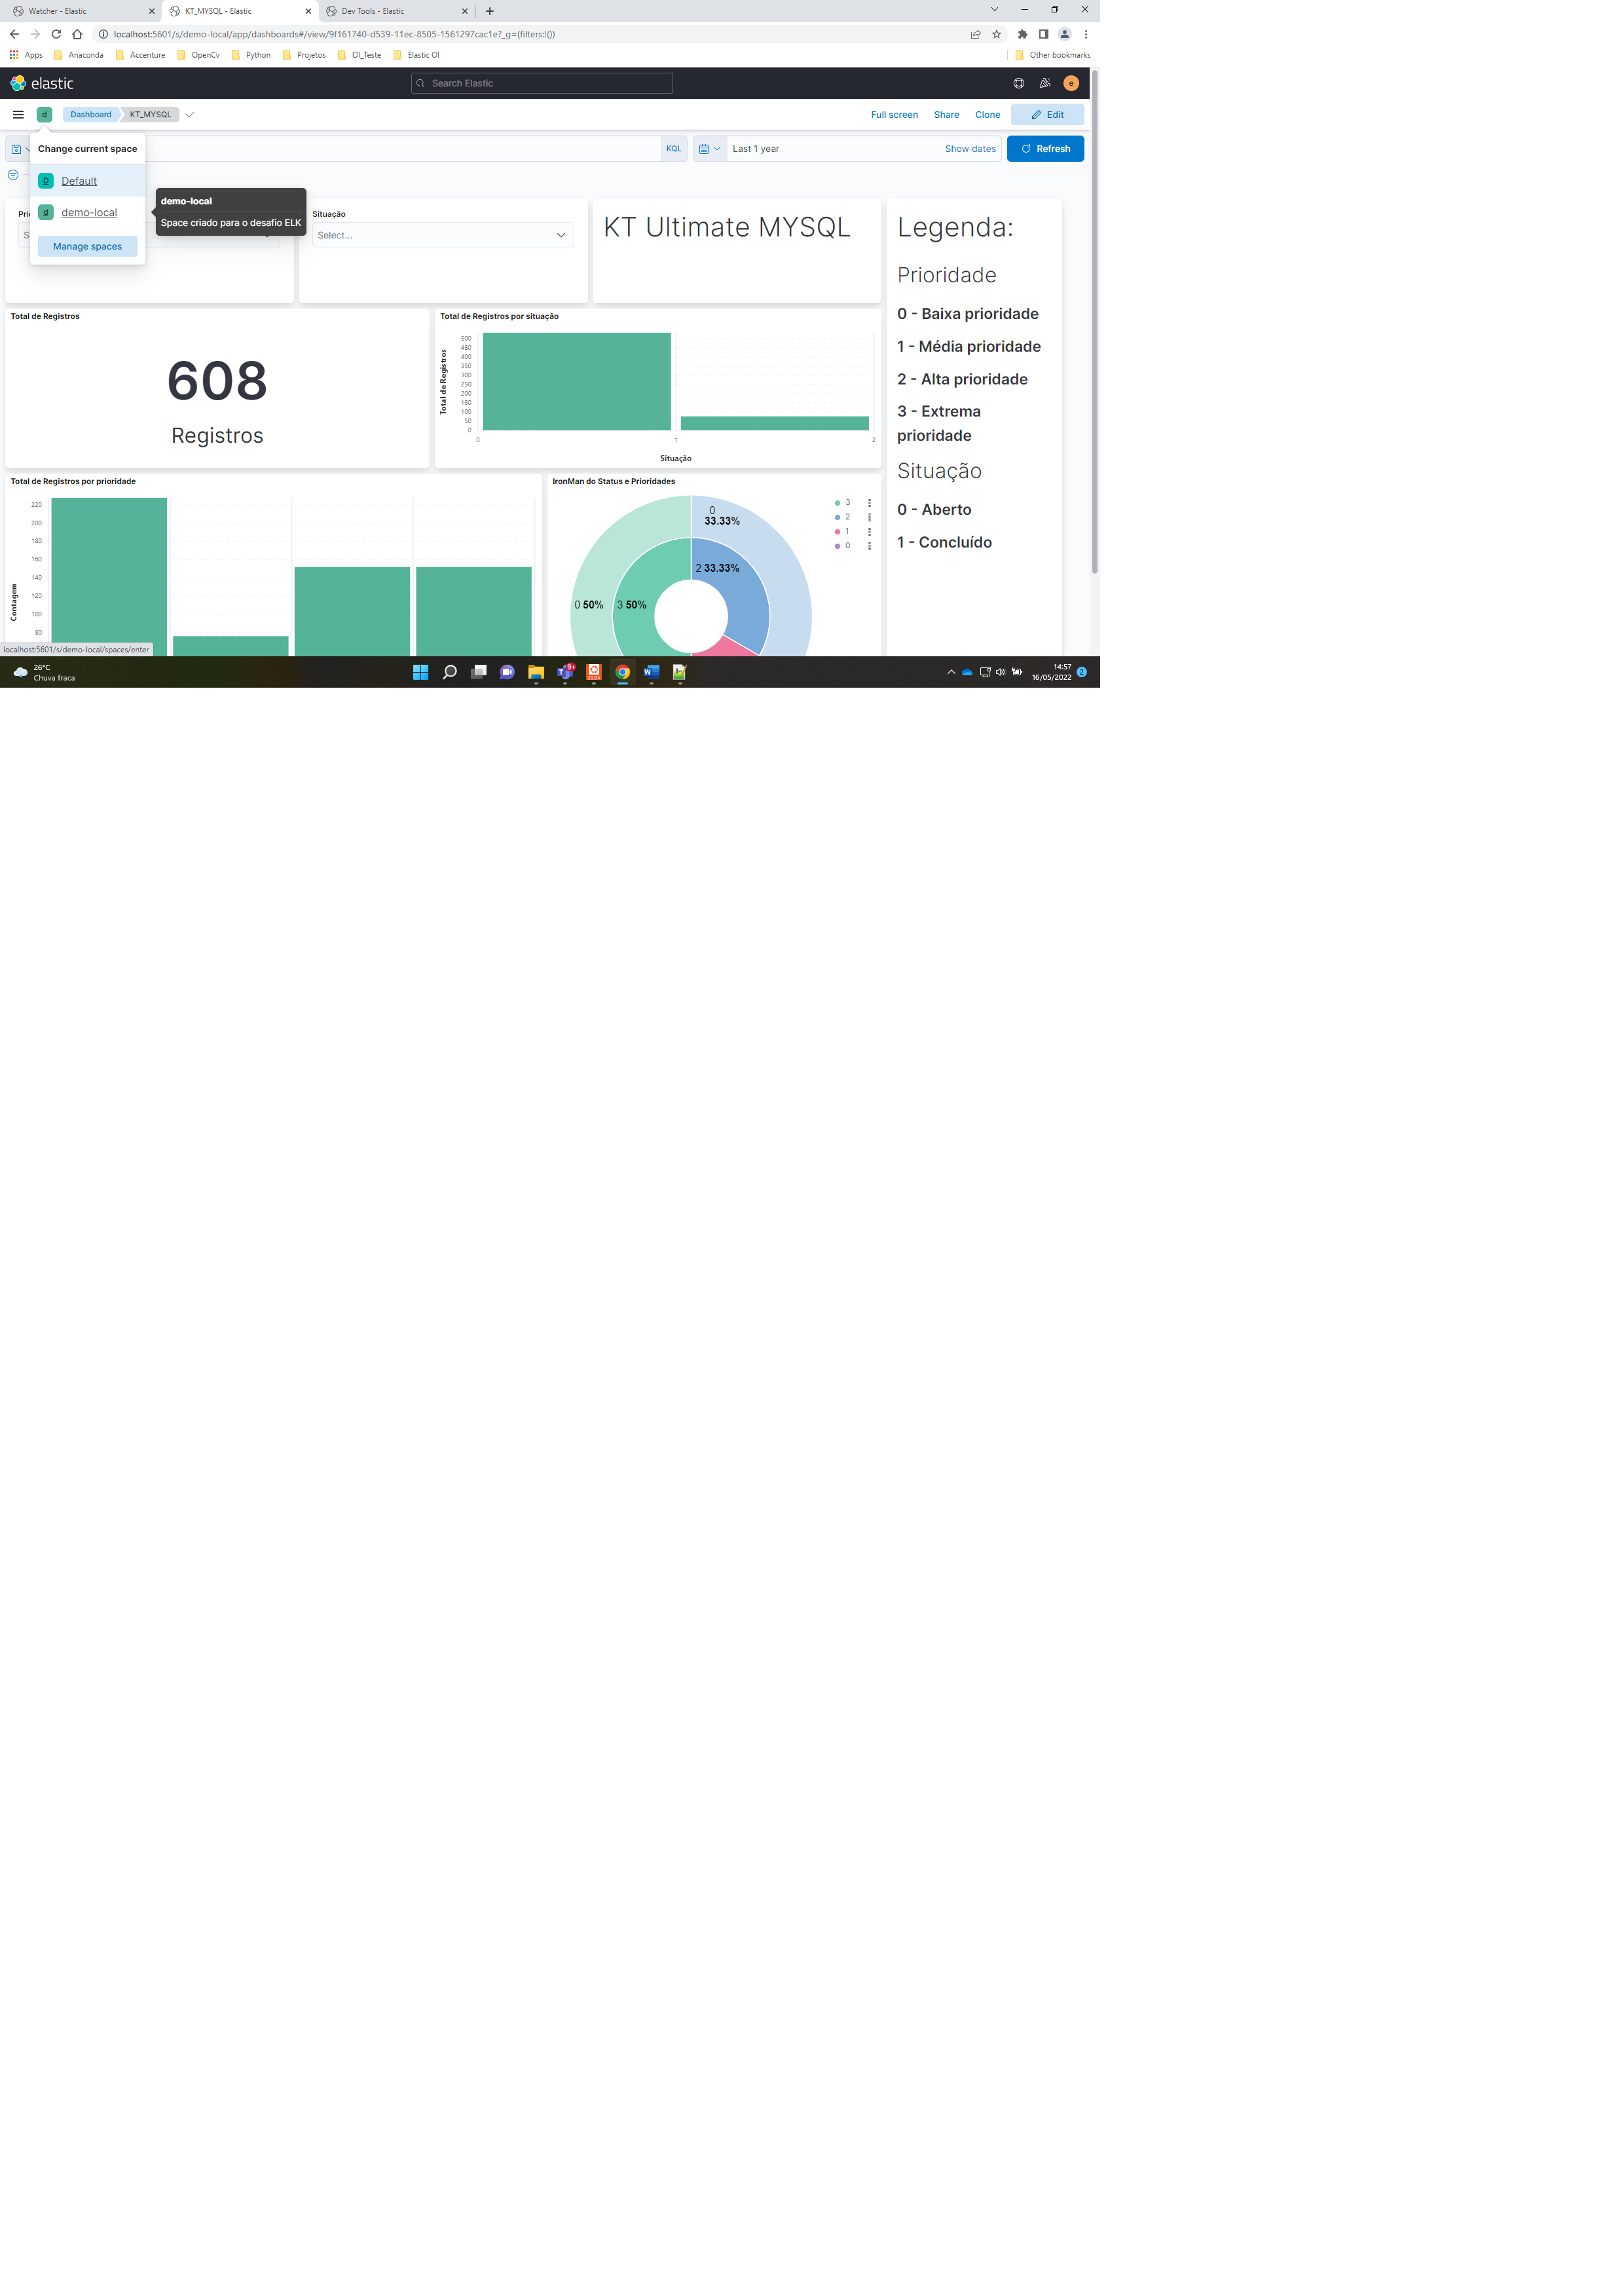 Watcher - Elastic
KT_MYSQL - Elastic
Dev Tools - Elastic
localhost:5601/s/demo-local/app/dashboards#/view/9f161740-d539-11ec-8505-1561297cac1e?_g=(filters:!())
Apps
Anaconda
Accenture
OpenCv
Python
Projetos
OI_Teste
Elastic OI
Other bookmarks
elastic
Search Elastic
e
d
Dashboard
KT_MYSQL
Full screen
Share
Clone
Edit
Change current space
KQL
Last 1 year
Show dates
Refresh
D Default
d demo-local
Manage spaces
demo-local
Space criado para o desafio ELK
Situação
Select...
KT Ultimate MYSQL
Legenda:
Prioridade
0 - Baixa prioridade
1 - Média prioridade
2 - Alta prioridade
3 - Extrema
prioridade
Situação
0 - Aberto
1 - Concluído
Total de Registros
608
Registros
Total de Registros por situação
Total de Registros
500
450
400
350
300
250
200
150
100
50
0
0
1
2
Situação
Total de Registros por prioridade
Contagem
220
200
180
160
140
120
100
80
IronMan do Status e Prioridades
0
33.33%
2 33.33%
0 50%
3 50%
3
2
1
0
localhost:5601/s/demo-local/spaces/enter
26°C
Chuva fraca
9+
14:57
16/05/2022
2